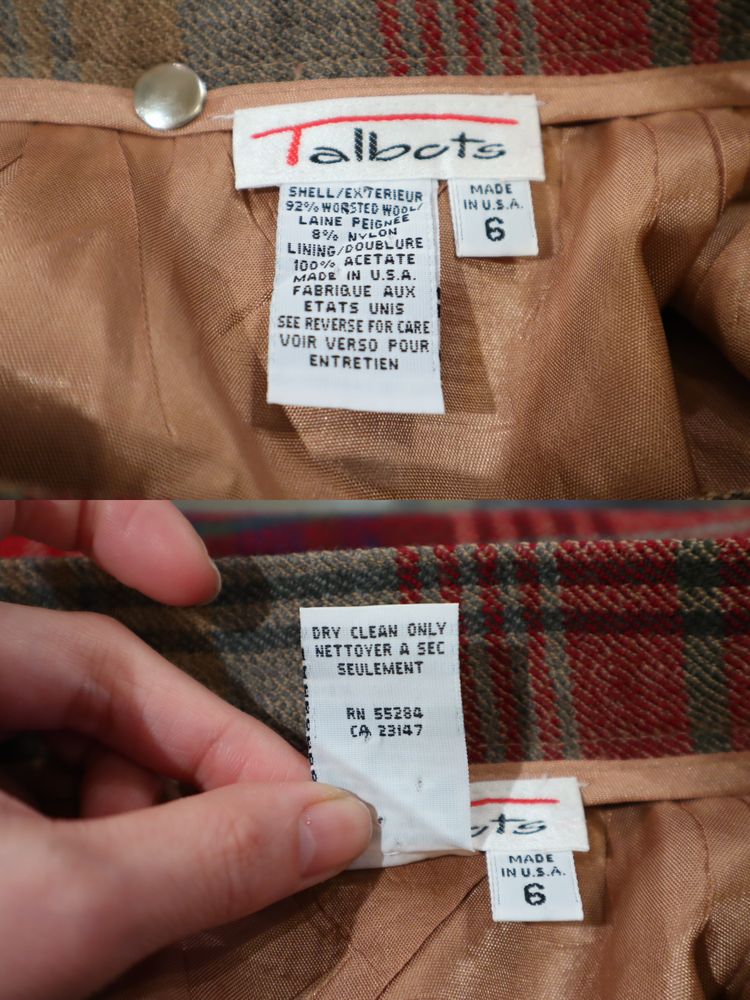 Talbots
SHELL/EXTERIEUR
92% WORSTED WOOL/
LAINE PEIGNÉE
8% NYLON
LINING/DOUBLURE
100% ACETATE
MADE IN U.S.A.
FABRIQUE AUX
ETATS UNIS
SEE REVERSE FOR CARE
VOIR VERSO POUR
ENTRETIEN
MADE
IN U.S.A.
6
DRY CLEAN ONLY
NETTOYER A SEC
SEULEMENT
RN 55284
CA 23147
ots
MADE
IN U.S.A.
6